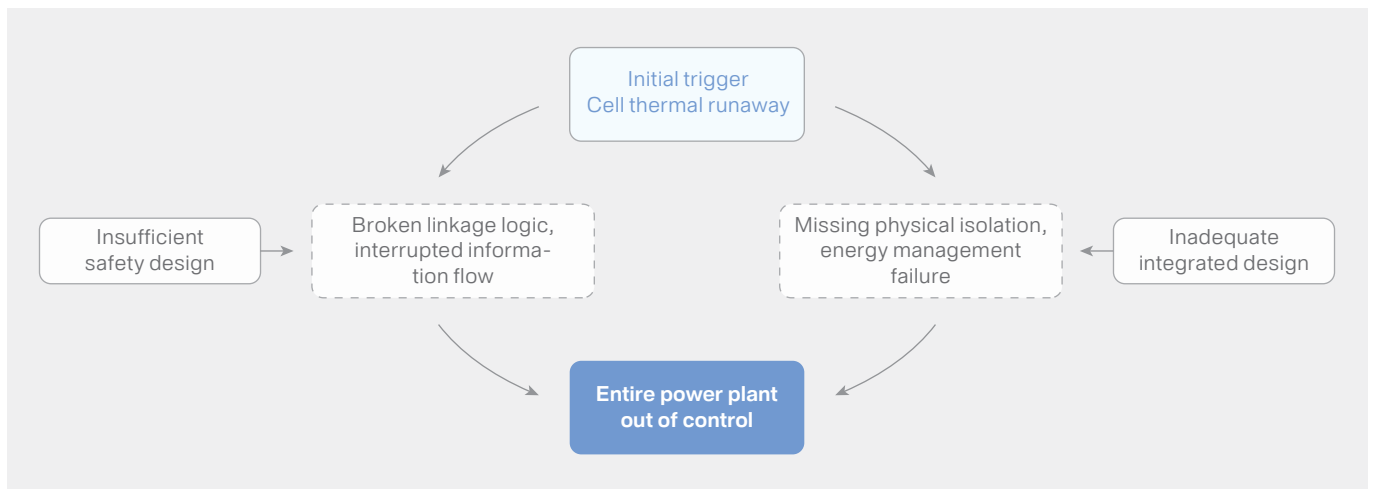 Initial trigger
Cell thermal runaway
Insufficient
safety design
Broken linkage logic,
interrupted informa-
tion flow
Missing physical isolation,
energy management
failure
Inadequate
integrated design
Entire power plant
out of control